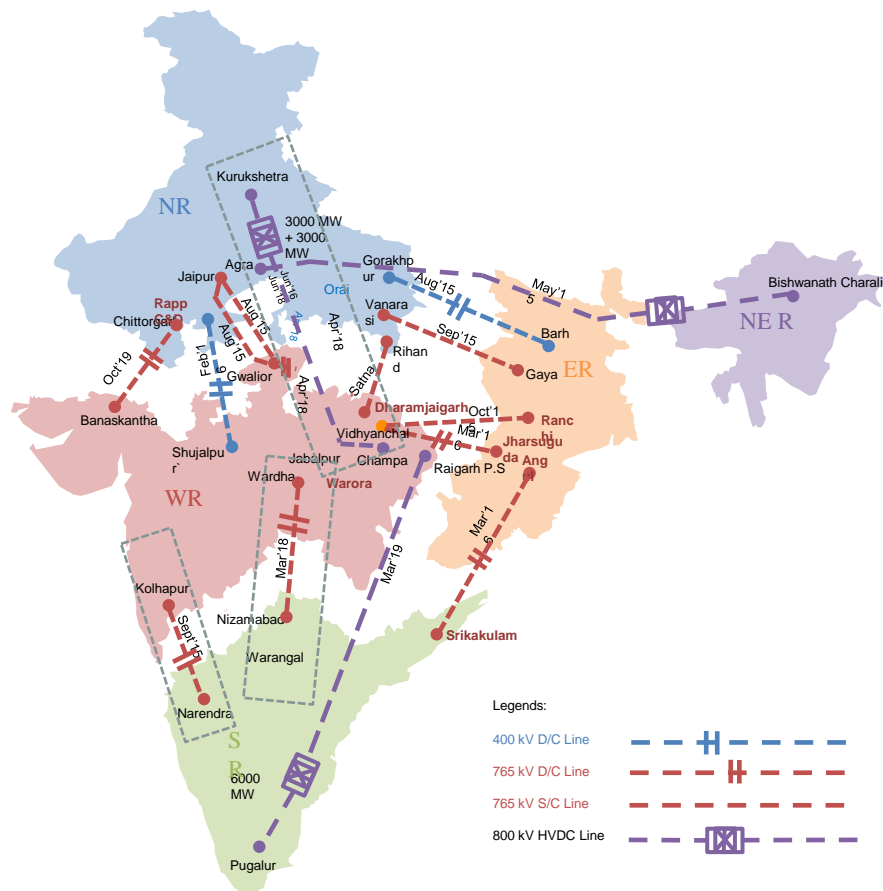 Kurukshetra
NR
3000 MW
+ 3000
MW
Agra
Gorakhp
ur
Jaipur
Jun'16
Jun'18
Orai
Aug'15
May'1
5
Bishwanath Charali
Rapp
Chittorgar
Vanara
si
Apr'18
NE R
Aug'15
Aug'15
Sep'15
Barh
Rihan
d
ER
Gaya
Oct'19
Feb'1
6
Gwalior
Apr'18
Satna
Banaskantha
Dharamjaigarh
Oct'1
Ranc
hi
Vidhyanchal
Mar'1
6
Jharsugu
da
Shujalpu
r`
Jabalpur
Champa
Raigarh P.S
Ang
Wardha
Warora
WR
Mar'18
Mar'19
Mar'1
6
Kolhapur
Nizamabad
Sept'15
Srikakulam
Warangal
Narendra
S
R
6000
MW
Pugalur
Legends:
400 kV D/C Line
765 kV D/C Line
765 kV S/C Line
800 kV HVDC Line